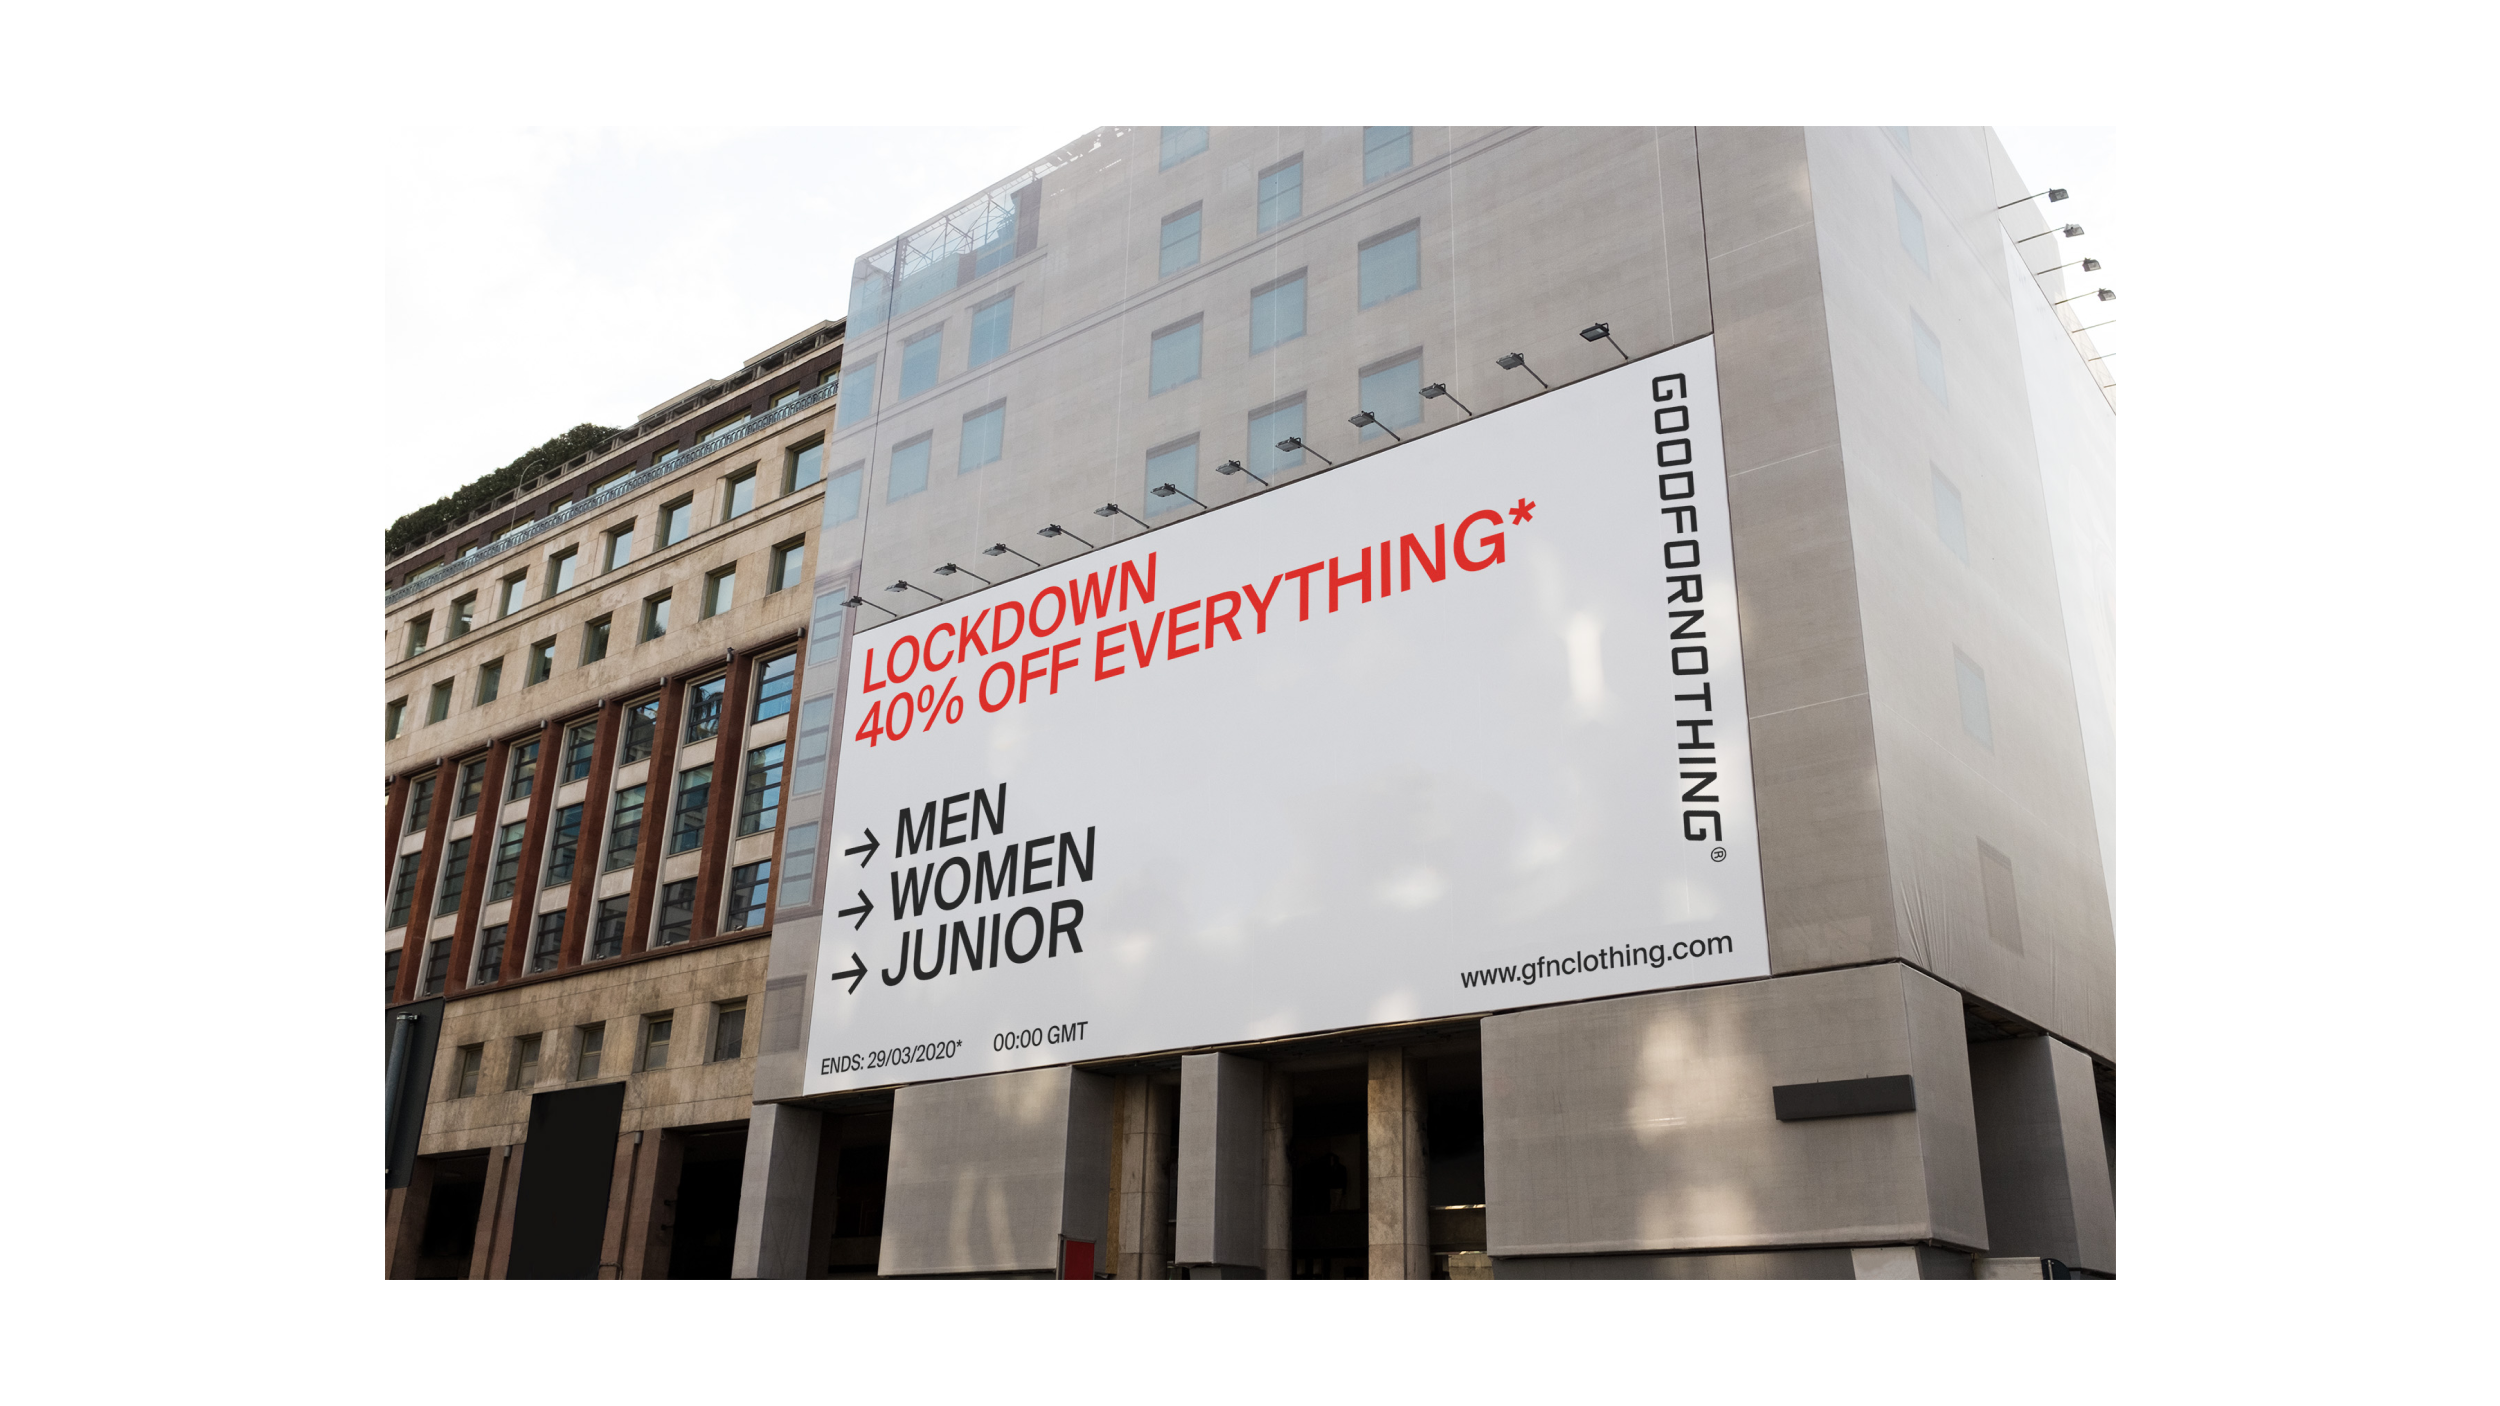 LOCKDOWN
40% OFF EVERYTHING*
→ MEN
→ WOMEN
→ JUNIOR
ENDS: 29/03/2020* 00:00 GMT
GOODFORNOTHING®
www.gfnclothing.com